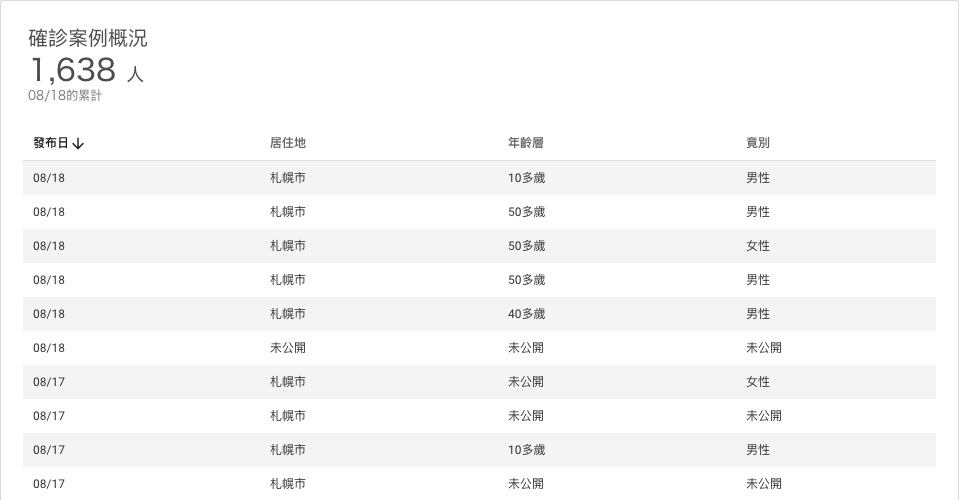 確診案例概況
1,638 人
08/18的累計
發布日↓ 居住地 年齡層 竟別
08/18 札幌市 10多歲 男性
08/18 札幌市 50多歲 男性
08/18 札幌市 50多歲 女性
08/18 札幌市 50多歲 男性
08/18 札幌市 40多歲 男性
08/18 未公開 未公開 未公開
08/17 札幌市 未公開 女性
08/17 札幌市 未公開 未公開
08/17 札幌市 10多歲 男性
08/17 札幌市 未公開 未公開